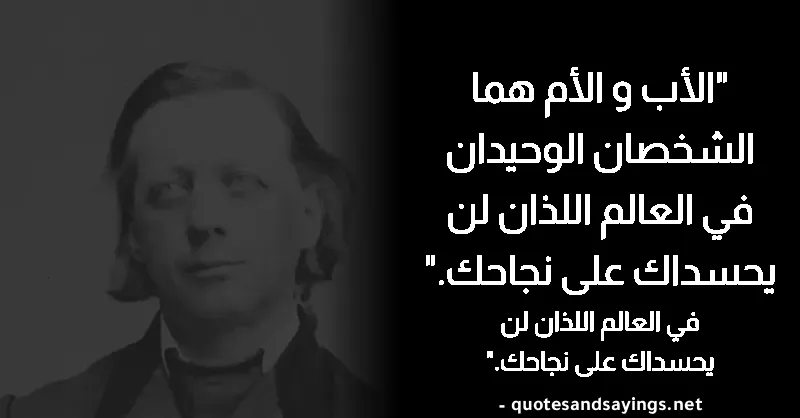 "الأب و الأم هما
الشخصان الوحيدان
في العالم اللذان لن
يحسداك على نجاحك."
في العالم اللذان لن
يحسداك على نجاحك."
- quotesandsayings.net